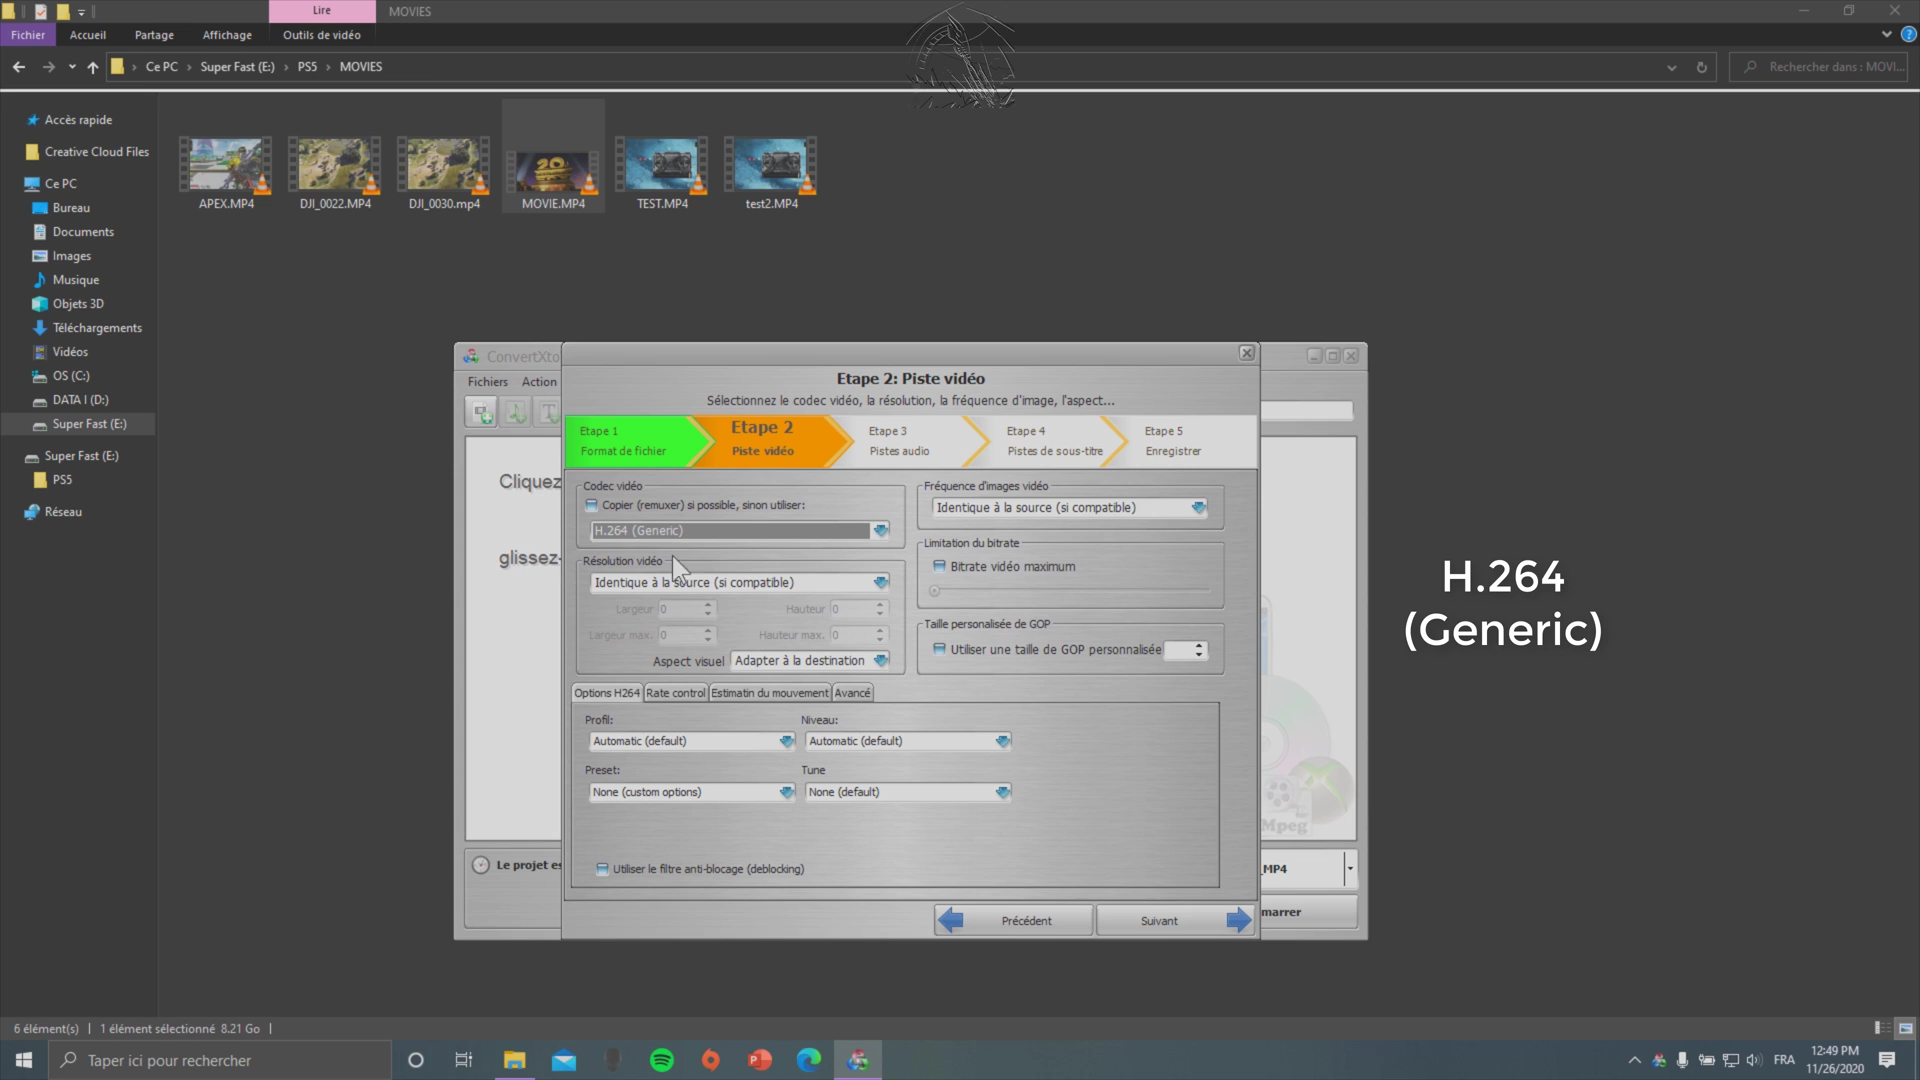 Lire
MOVIES
Fichier
Accueil
Partage
Affichage
Outils de vidéo
Ce PC
Super Fast (E:)
PS5
MOVIES
Rechercher dans : MOVI...
Accès rapide
Creative Cloud Files
Ce PC
Bureau
Documents
Images
Musique
Objets 3D
Téléchargements
Vidéos
OS (C:)
DATA I (D:)
Super Fast (E:)
Super Fast (E:)
PS5
Réseau
APEX.MP4
DJI_0022.MP4
DJI_0030.mp4
MOVIE.MP4
TEST.MP4
test2.MP4
ConvertXto
Fichiers
Action
Cliquez
glissez-
Le projet es
_MP4
marrer
Mpeg
Etape 2: Piste vidéo
Sélectionnez le codec vidéo, la résolution, la fréquence d'image, l'aspect...
Etape 1
Format de fichier
Etape 2
Piste vidéo
Etape 3
Pistes audio
Etape 4
Pistes de sous-titre
Etape 5
Enregistrer
Codec vidéo
Copier (remuxer) si possible, sinon utiliser:
H.264 (Generic)
Résolution vidéo
Identique à la source (si compatible)
Largeur 0
Hauteur 0
Largeur max. 0
Hauteur max. 0
Aspect visuel Adapter à la destination
Fréquence d'images vidéo
Identique à la source (si compatible)
Limitation du bitrate
Bitrate vidéo maximum
Taille personalisée de GOP
Utiliser une taille de GOP personnalisée
Options H264
Rate control
Estimatin du mouvement
Avancé
Profil:
Automatic (default)
Niveau:
Automatic (default)
Preset:
None (custom options)
Tune
None (default)
Utiliser le filtre anti-blocage (deblocking)
Précédent
Suivant
H.264
(Generic)
6 élément(s)
1 élément sélectionné 8.21 Go
Taper ici pour rechercher
FRA
12:49 PM
11/26/2020